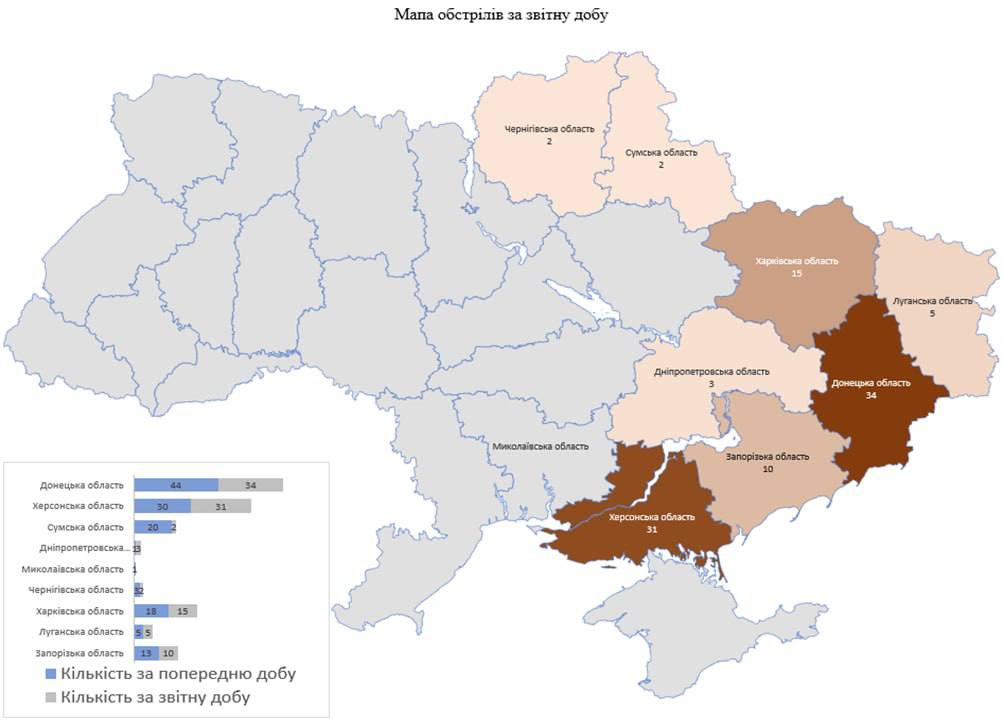 Мапа обстрілів за звітну добу
Чернігівська область
2
Сумська область
2
Харківська область
15
Луганська область
5
Дніпропетровська область
3
Донецька область
34
Миколаївська область
Запорізька область
10
Херсонська область
31
Донецька область 44 34
Херсонська область 30 31
Сумська область 20 2
Дніпропетровська... 1 3
Миколаївська область 1
Чернігівська область 3 2
Харківська область 18 15
Луганська область 5 5
Запорізька область 13 10
Кількість за попередню добу
Кількість за звітну добу